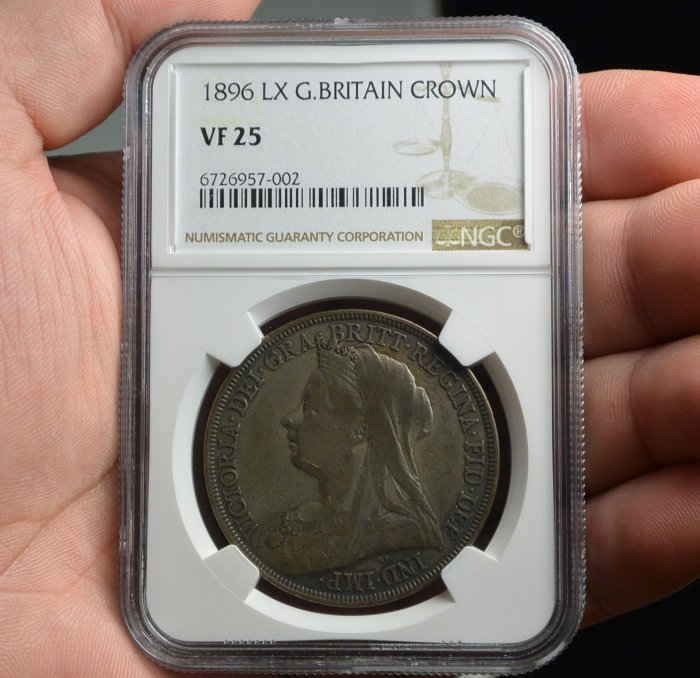 1896 LX G.BRITAIN CROWN
VF 25
6726957-002
NUMISMATIC GUARANTY CORPORATION NGC®
VICTORIA·DEI·GRA·BRITT·REGINA·FID·DEF·
IND·IMP·